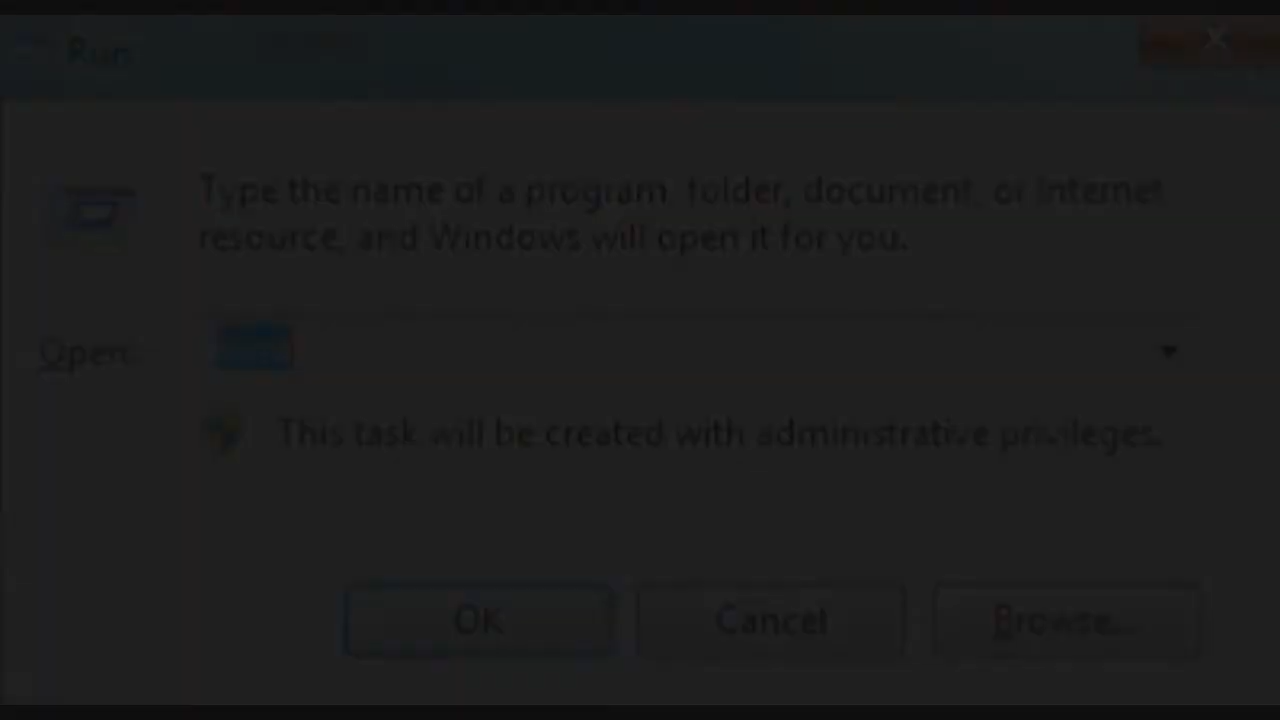 Run
Type the name of a program, folder, document, or Internet
resource, and Windows will open it for you.
Open:
This task will be created with administrative privileges.
OK
Cancel
Browse...